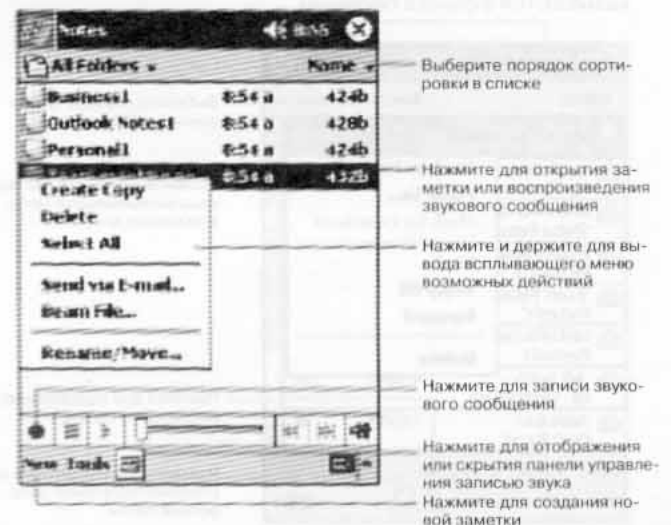 Notes 8:55
All Folders Name
Business1 8:54 a 424b
Outlook Notes1 8:54 a 428b
Personal1 8:54 a 424b
8:54 a 432b
Create Copy
Delete
Select All
Send via E-mail...
Beam File...
Rename/Move...
New Tools
Выберите порядок сорти-
ровки в списке
Нажмите для открытия за-
метки или воспроизведения
звукового сообщения
Нажмите и держите для вы-
вода всплывающего меню
возможных действий
Нажмите для записи звуко-
вого сообщения
Нажмите для отображения
или скрытия панели управле-
ния записью звука
Нажмите для создания но-
вой заметки